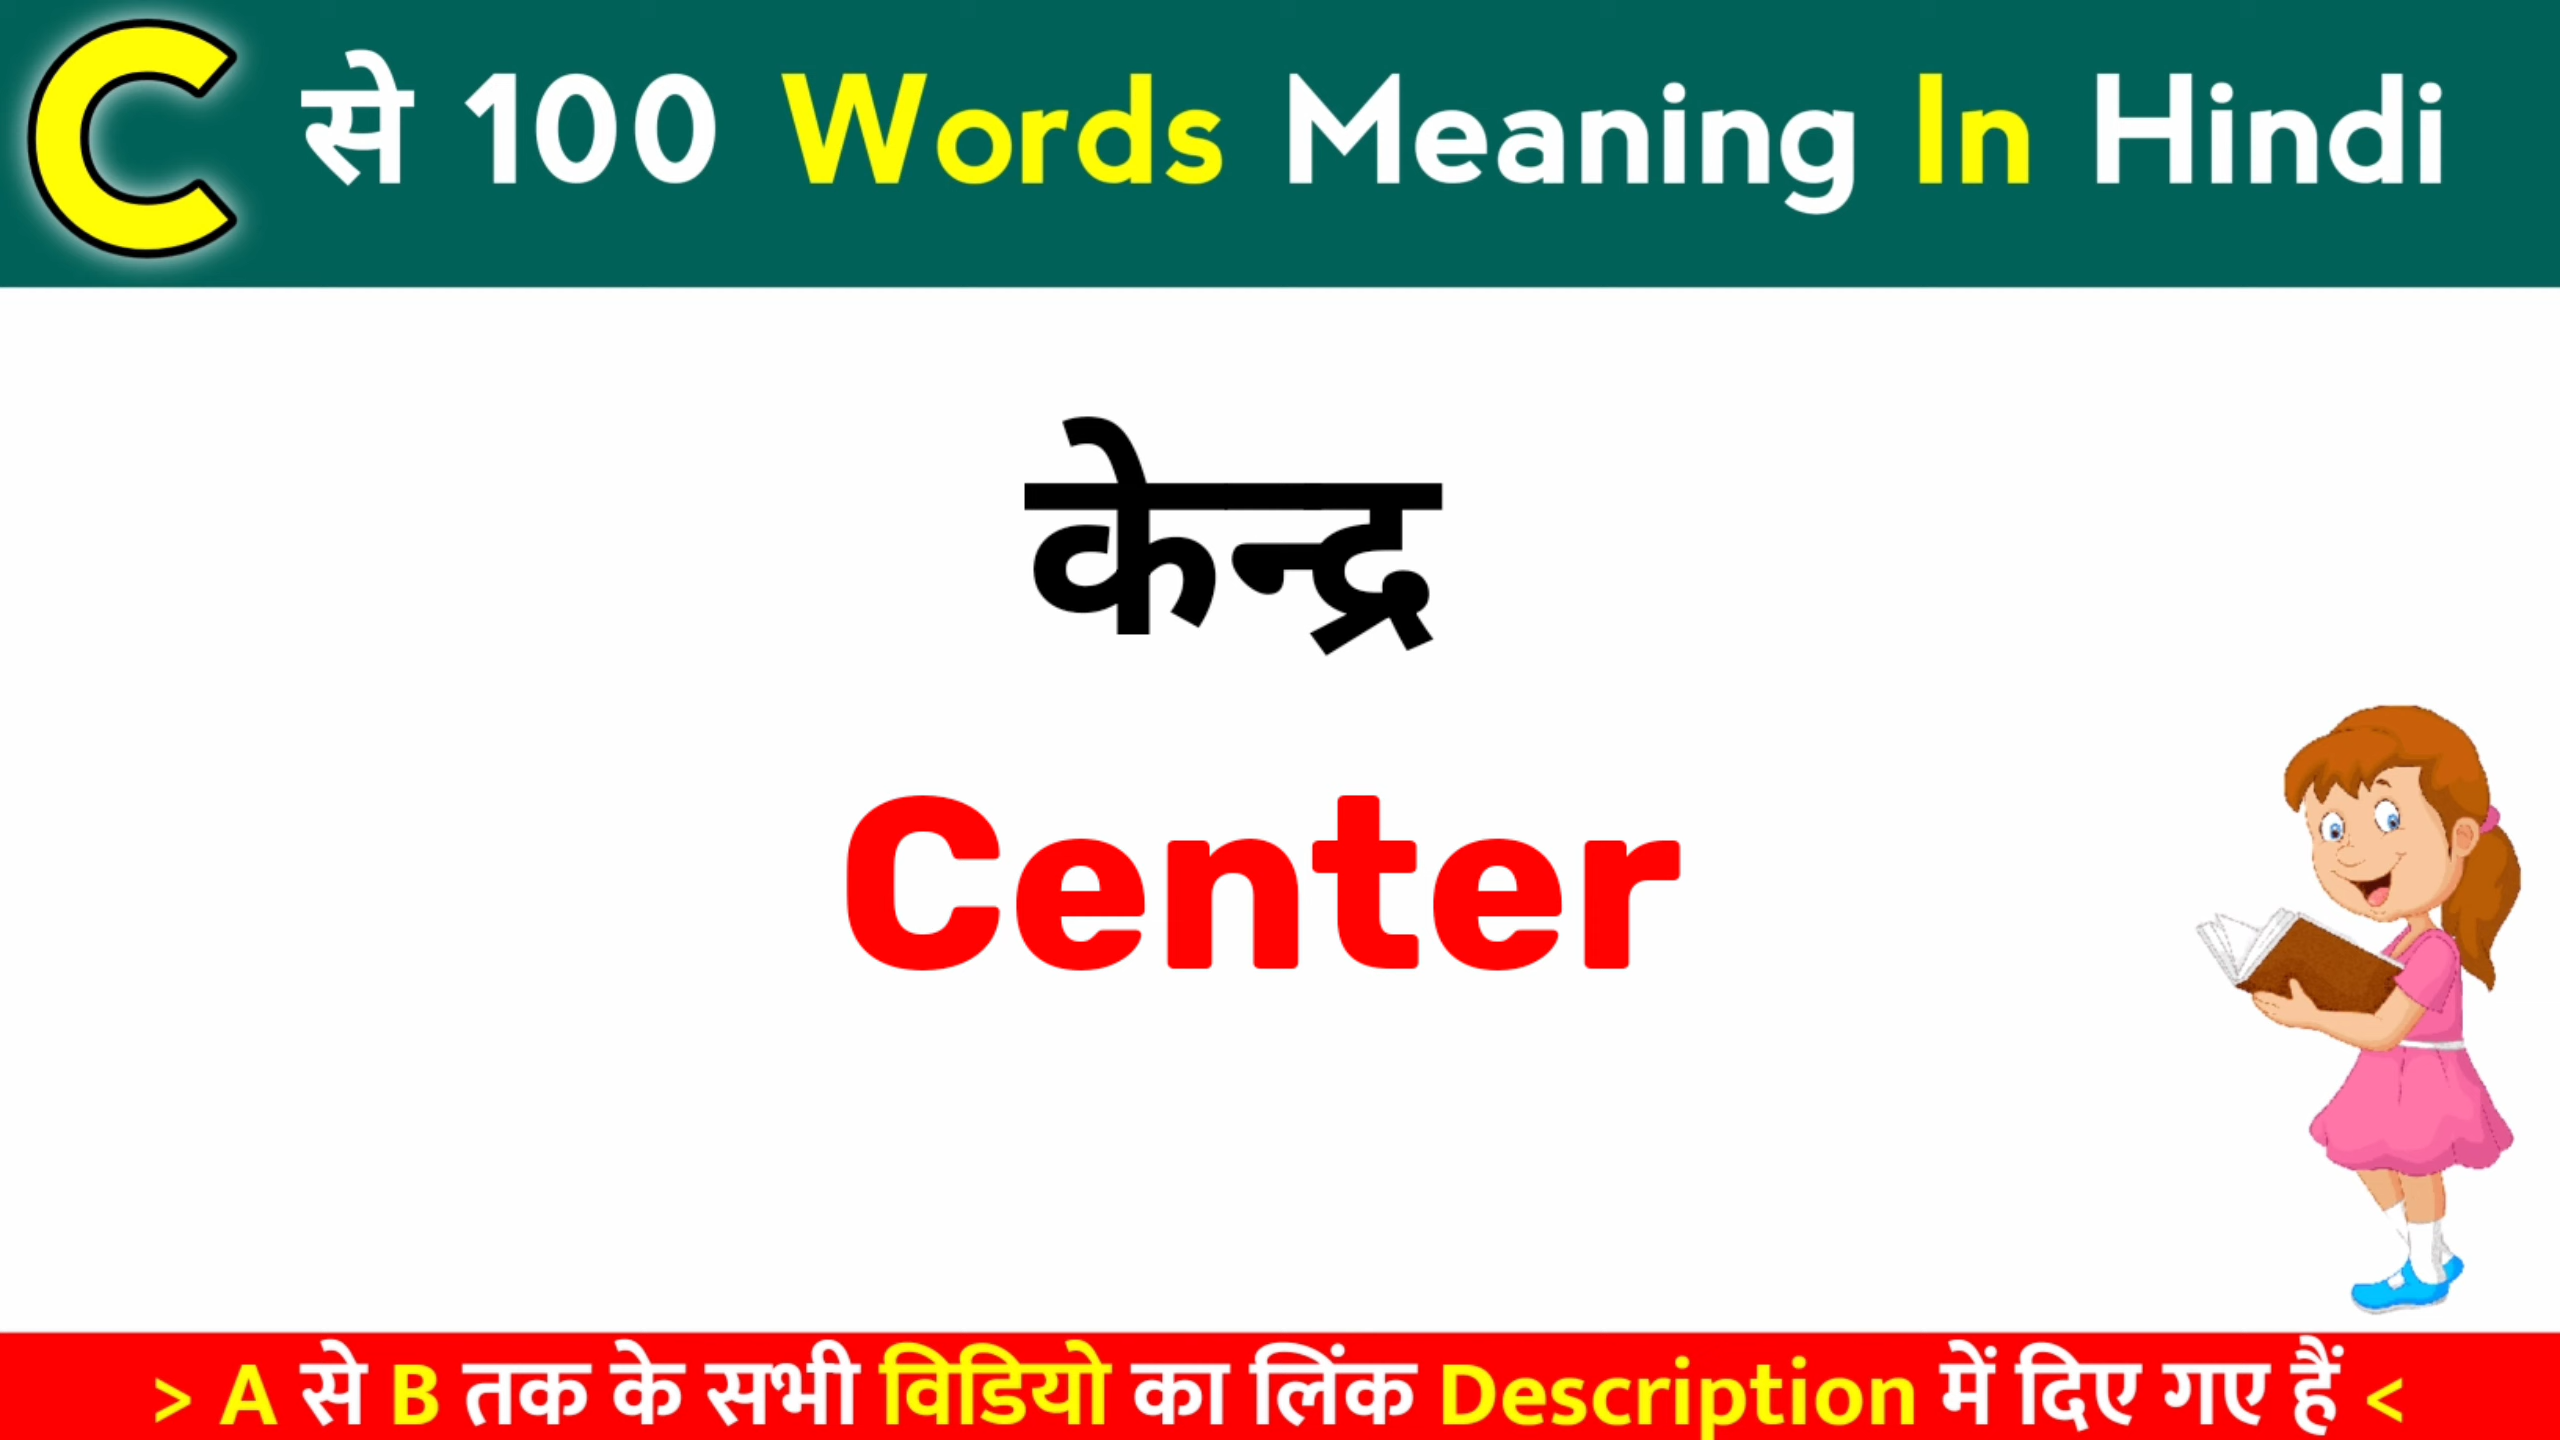 C से 100 Words Meaning In Hindi
केन्द्र
Center
> A से B तक के सभी विडियो का लिंक Description में दिए गए हैं <